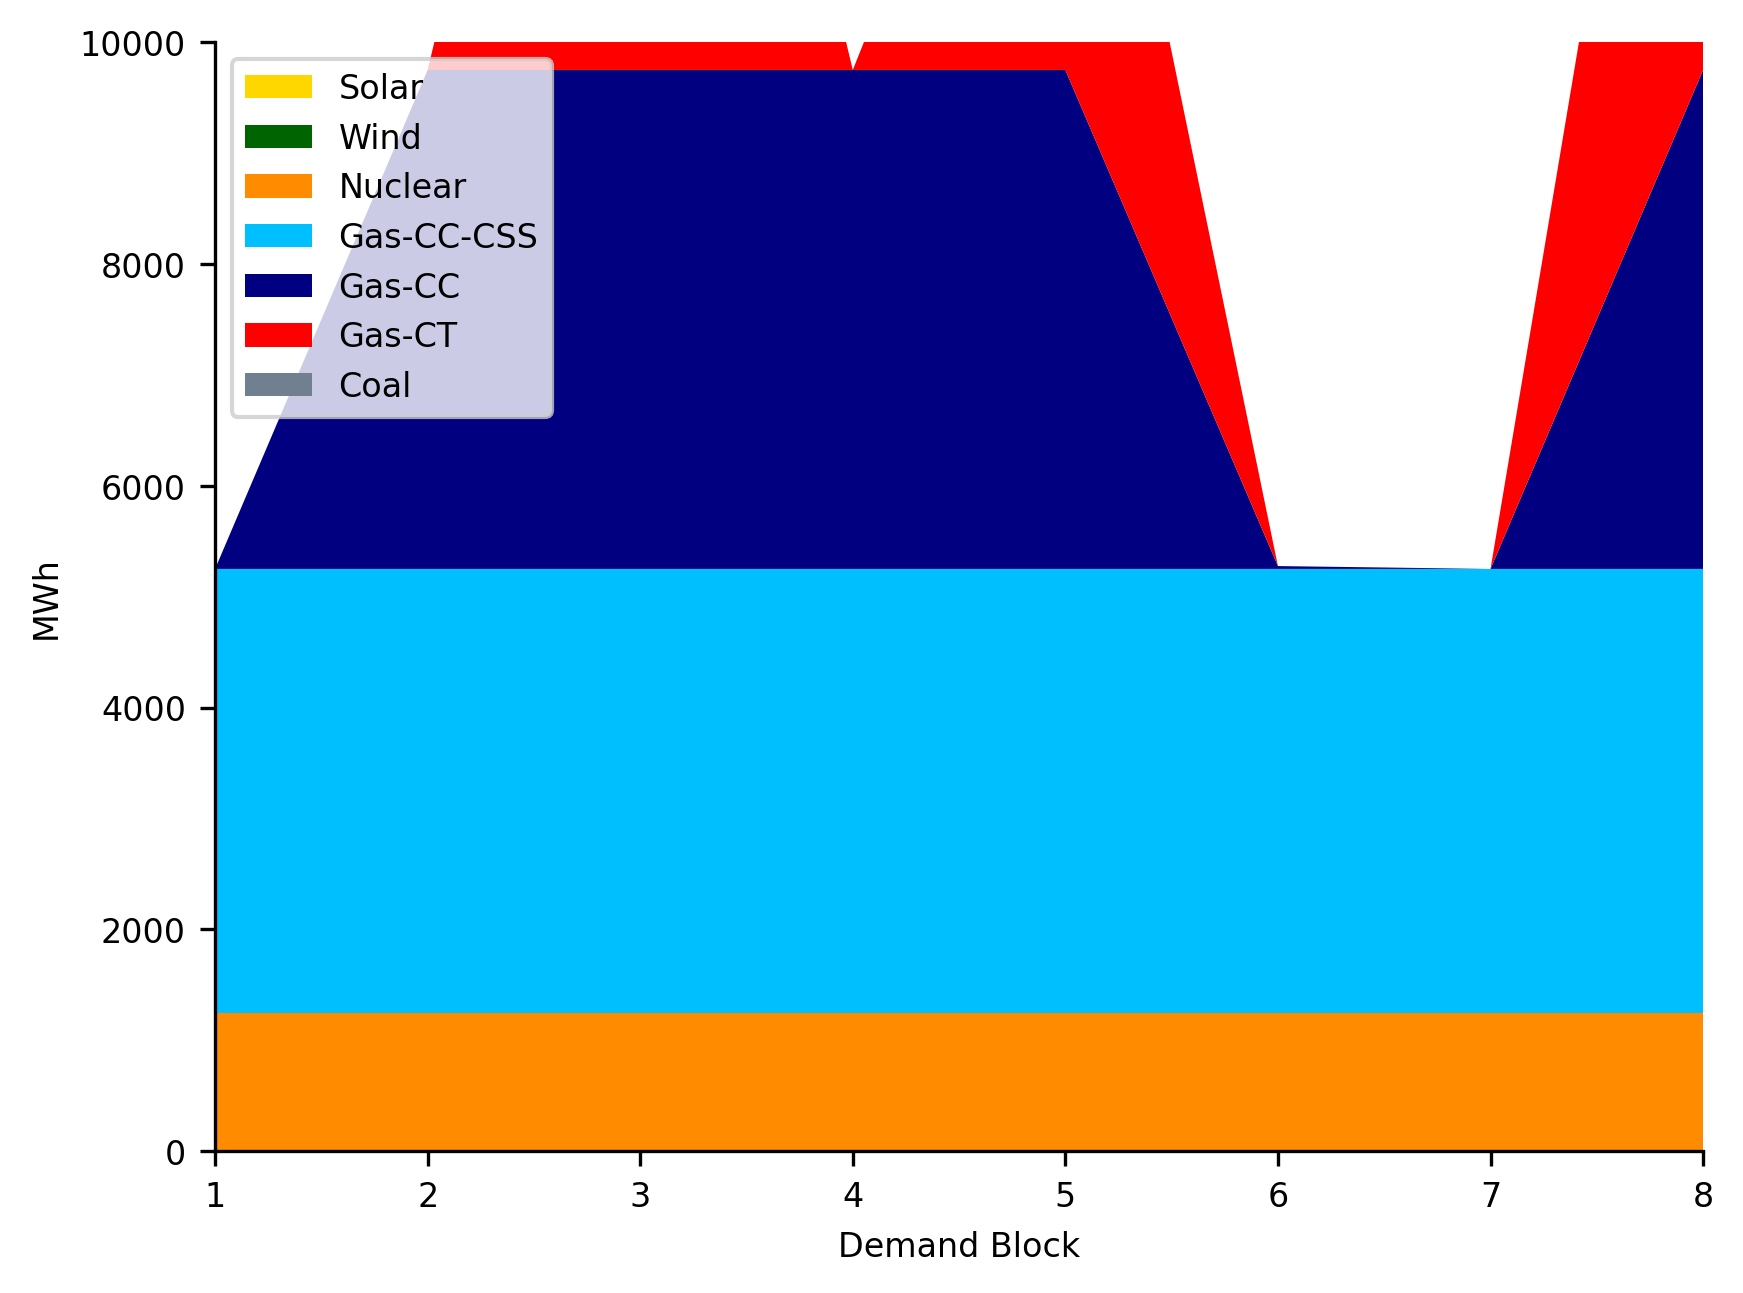 10000
8000
6000
4000
2000
0
MWh
Solar
Wind
Nuclear
Gas-CC-CSS
Gas-CC
Gas-CT
Coal
1 2 3 4 5 6 7 8
Demand Block